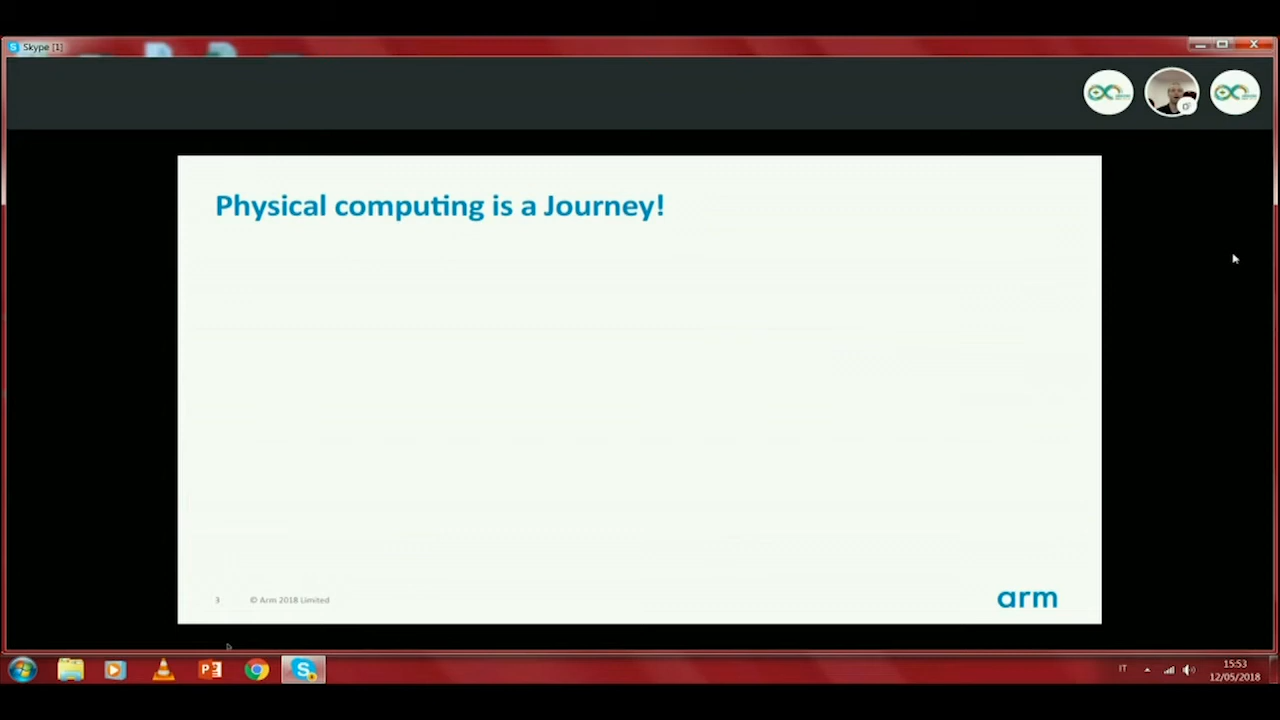 Skype [1]
Physical computing is a Journey!
3 © Arm 2018 Limited
arm
IT
15:53
12/05/2018